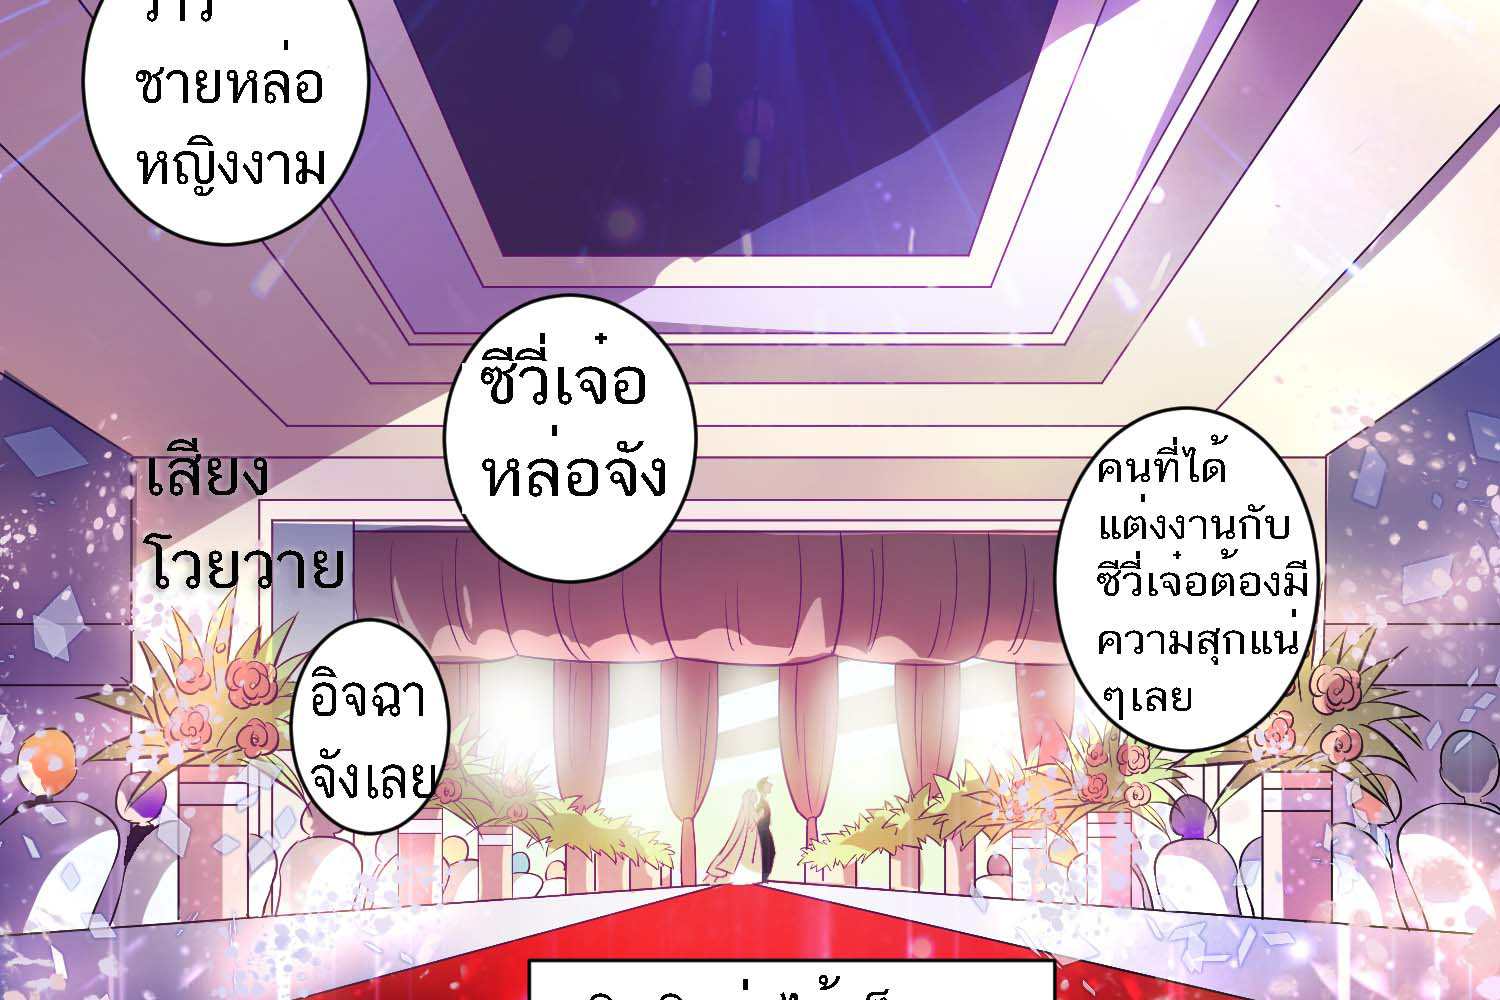 ชายหล่อ
หญิงงาม
ซีวี่เจ๋อ
หล่อจัง
เสียง
โวยวาย
คนที่ได้
แต่งงานกับ
ซีวี่เจ๋อต้องมี
ความสุกแน่
ๆเลย
อิจฉา
จังเลย